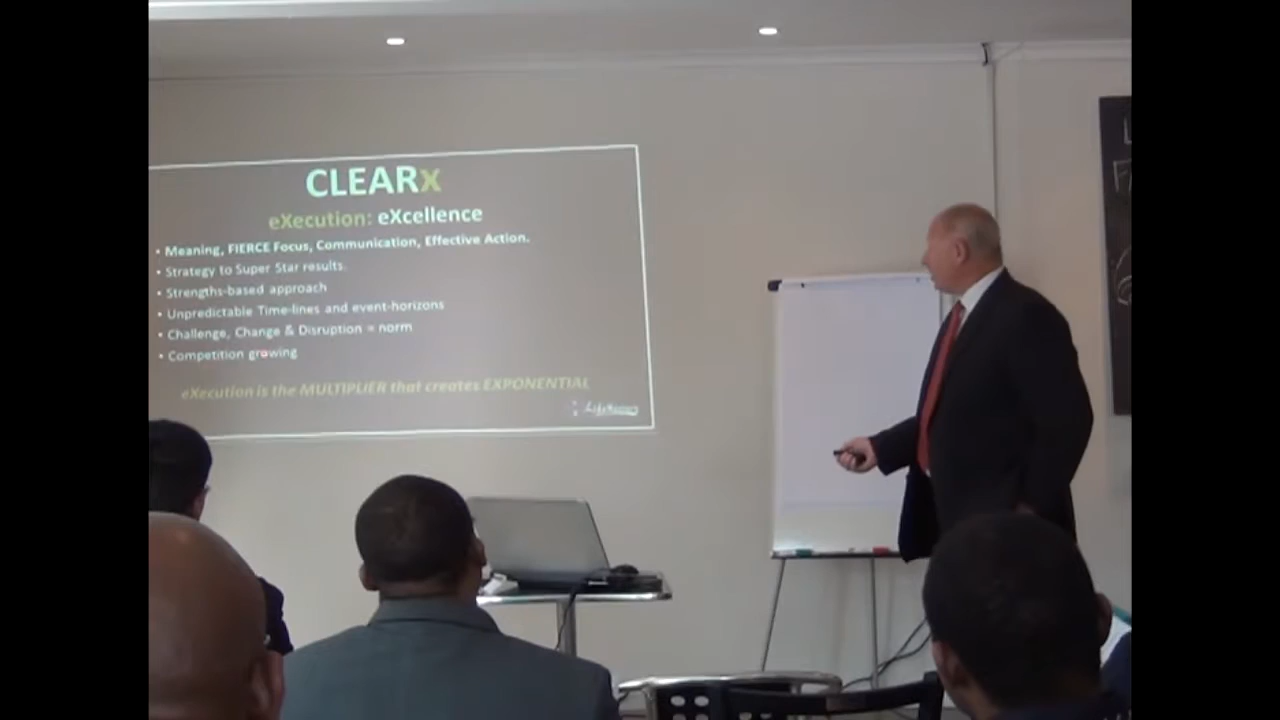 CLEARx
eXecution: eXcellence
• Meaning, FIERCE Focus, Communication, Effective Action.
• Strategy to Super Star results.
• Strengths-based approach
• Unpredictable Time-lines and event-horizons
• Challenge, Change & Disruption = norm
• Competition growing
eXecution is the MULTIPLIER that creates EXPONENTIAL